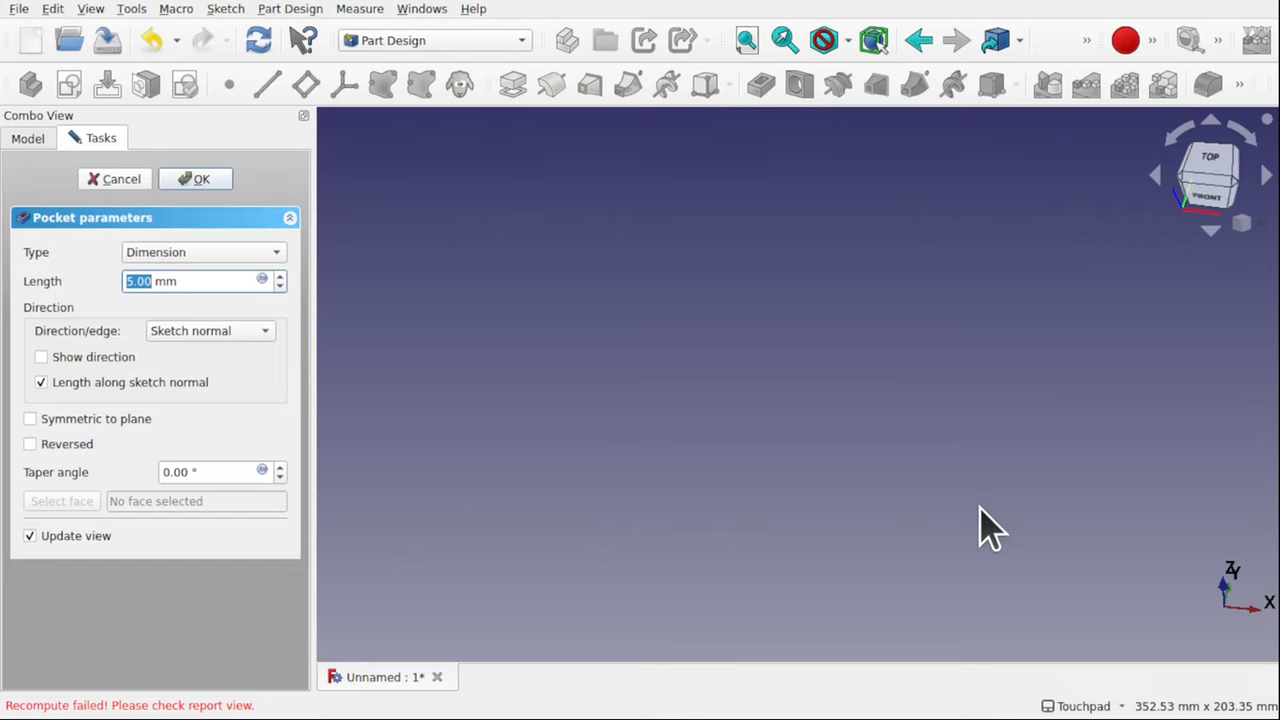 File Edit View Tools Macro Sketch Part Design Measure Windows Help
Part Design
Combo View
Model Tasks
Cancel OK
Pocket parameters
Type Dimension
Length 5.00 mm
Direction
Direction/edge: Sketch normal
Show direction
Length along sketch normal
Symmetric to plane
Reversed
Taper angle 0.00 °
Select face No face selected
Update view
TOP
FRONT
Z
Y
X
Unnamed : 1*
Recompute failed! Please check report view. Touchpad 352.53 mm x 203.35 mm